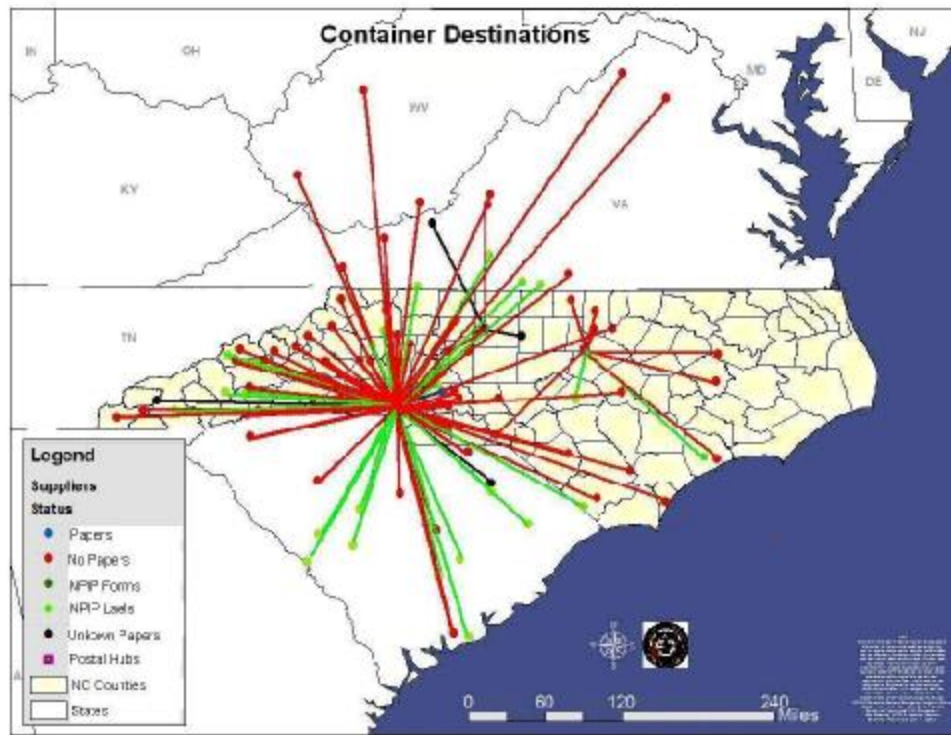 Container Destinations
IN
OH
NJ
MD
DE
WV
KY
VA
TN
Legend
Suppliers
Status
Papers
No Papers
NPIP Forms
NPIP Laels
Unkown Papers
Postal Hubs
NC Counties
States
0 60 120 240
Miles